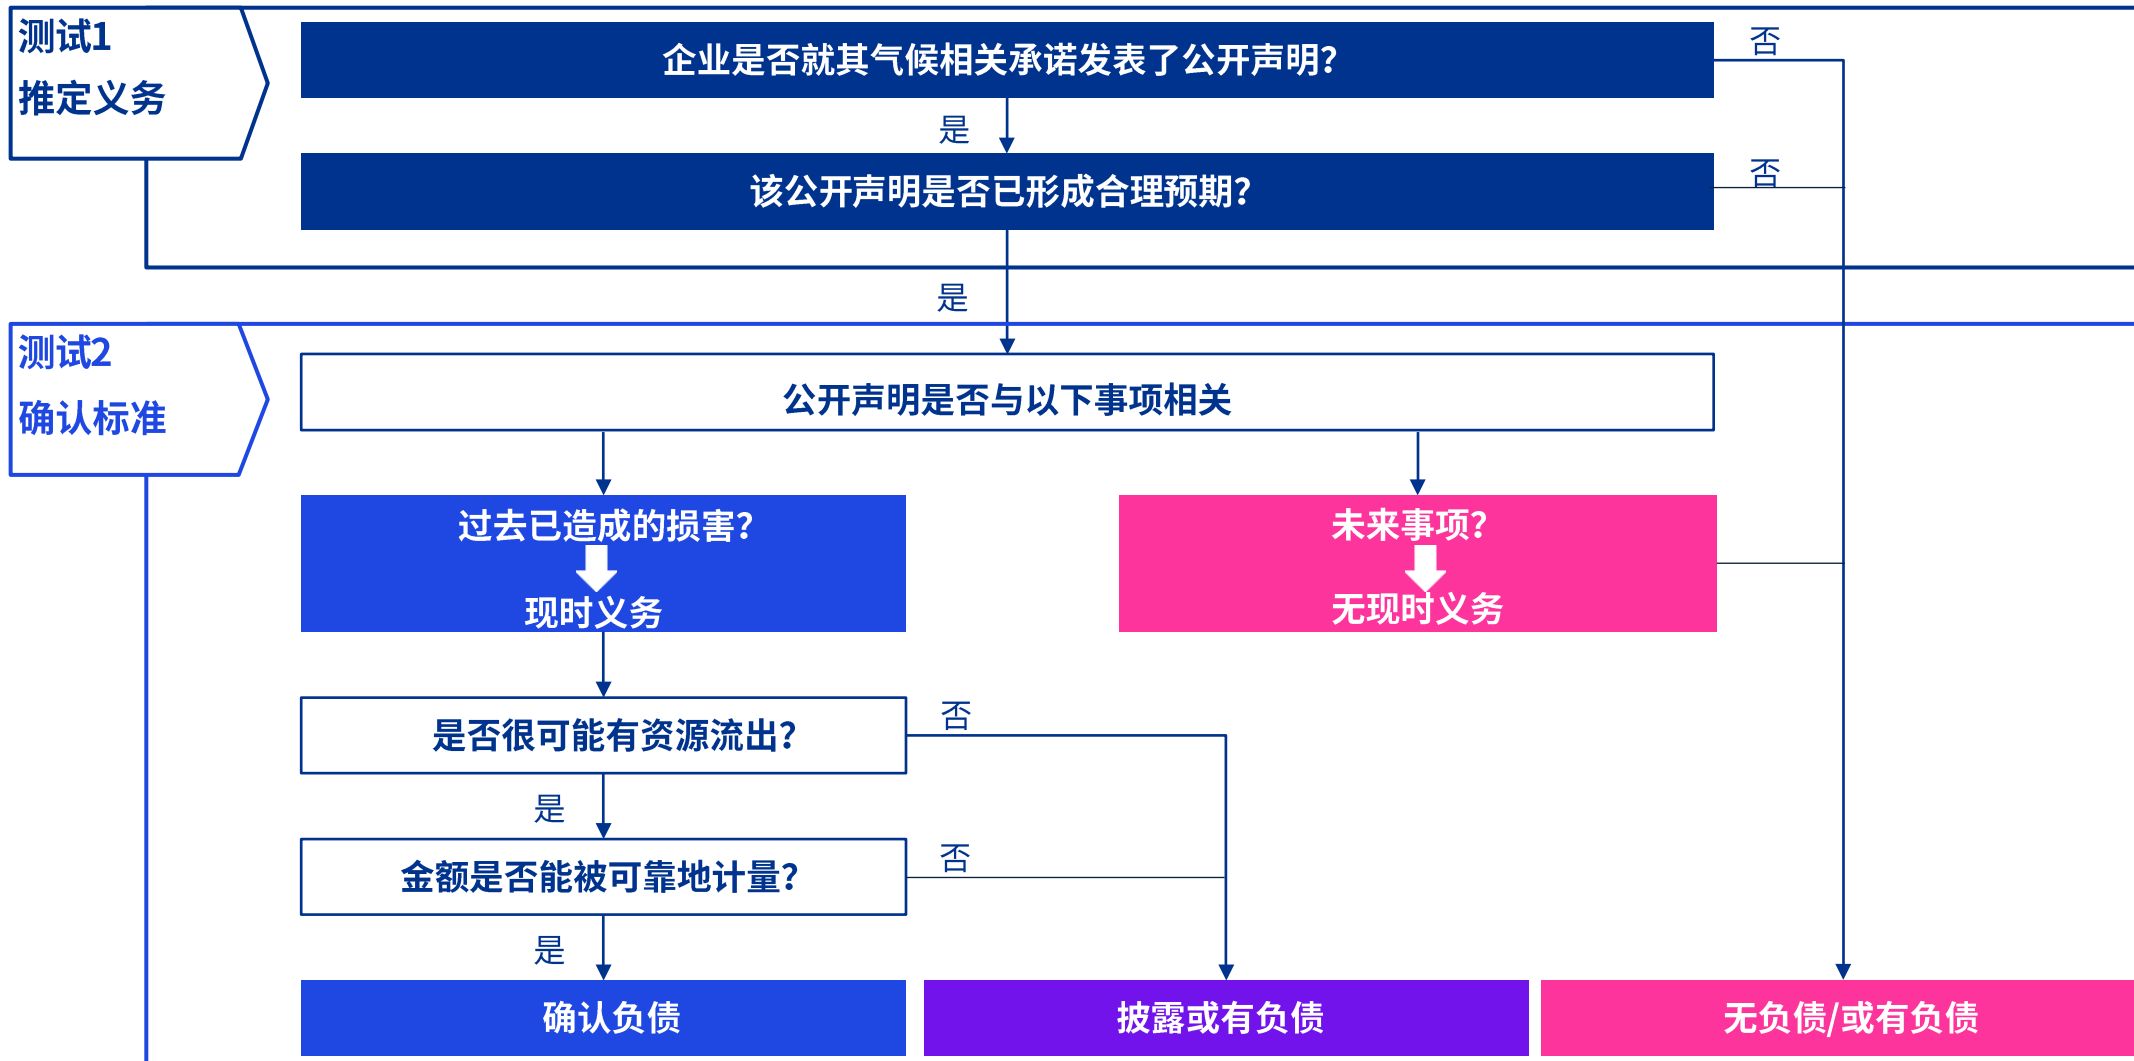 测试1
推定义务
企业是否就其气候相关承诺发表了公开声明？
否
是
该公开声明是否已形成合理预期？
否
是
测试2
确认标准
公开声明是否与以下事项相关
过去已造成的损害？
现时义务
未来事项？
无现时义务
是否很可能有资源流出？
否
是
金额是否能被可靠地计量？
否
是
确认负债
披露或有负债
无负债/或有负债